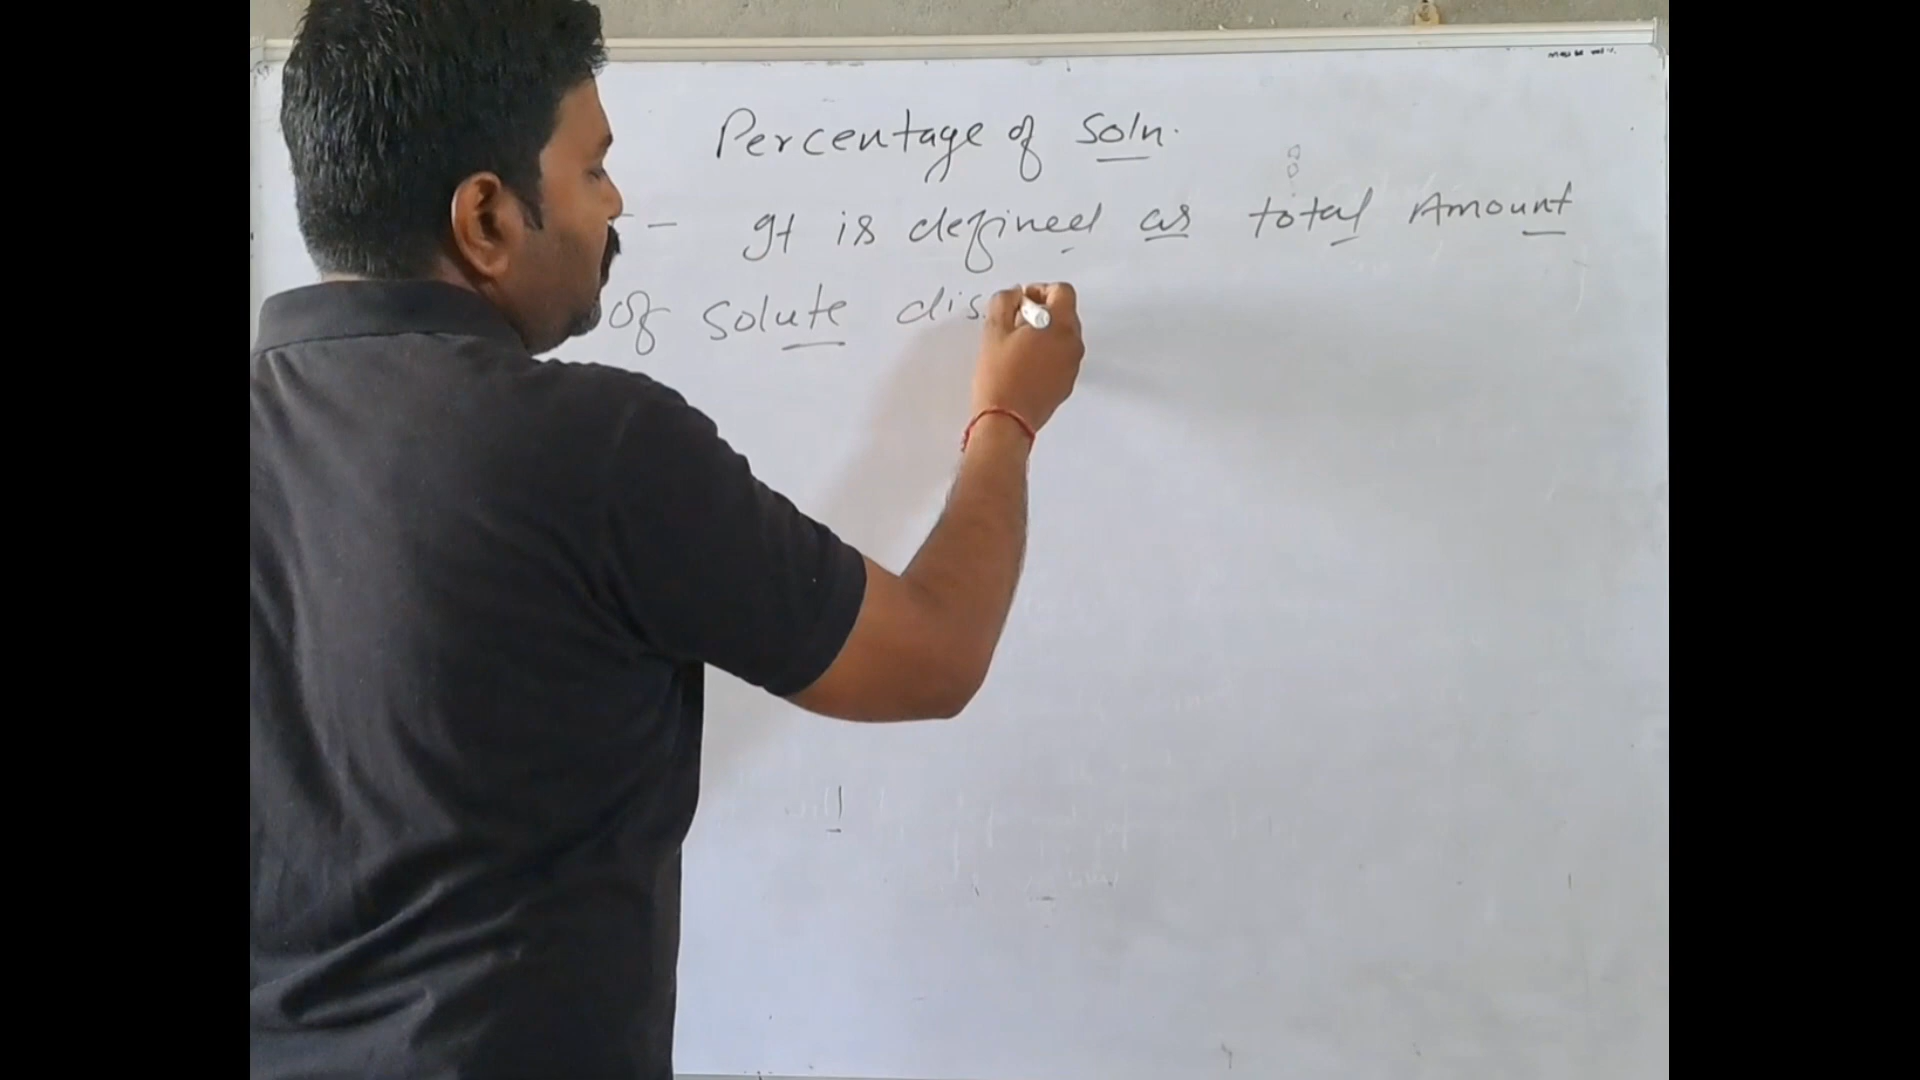 Percentage of Soln.
- It is defined as total Amount
of solute dis